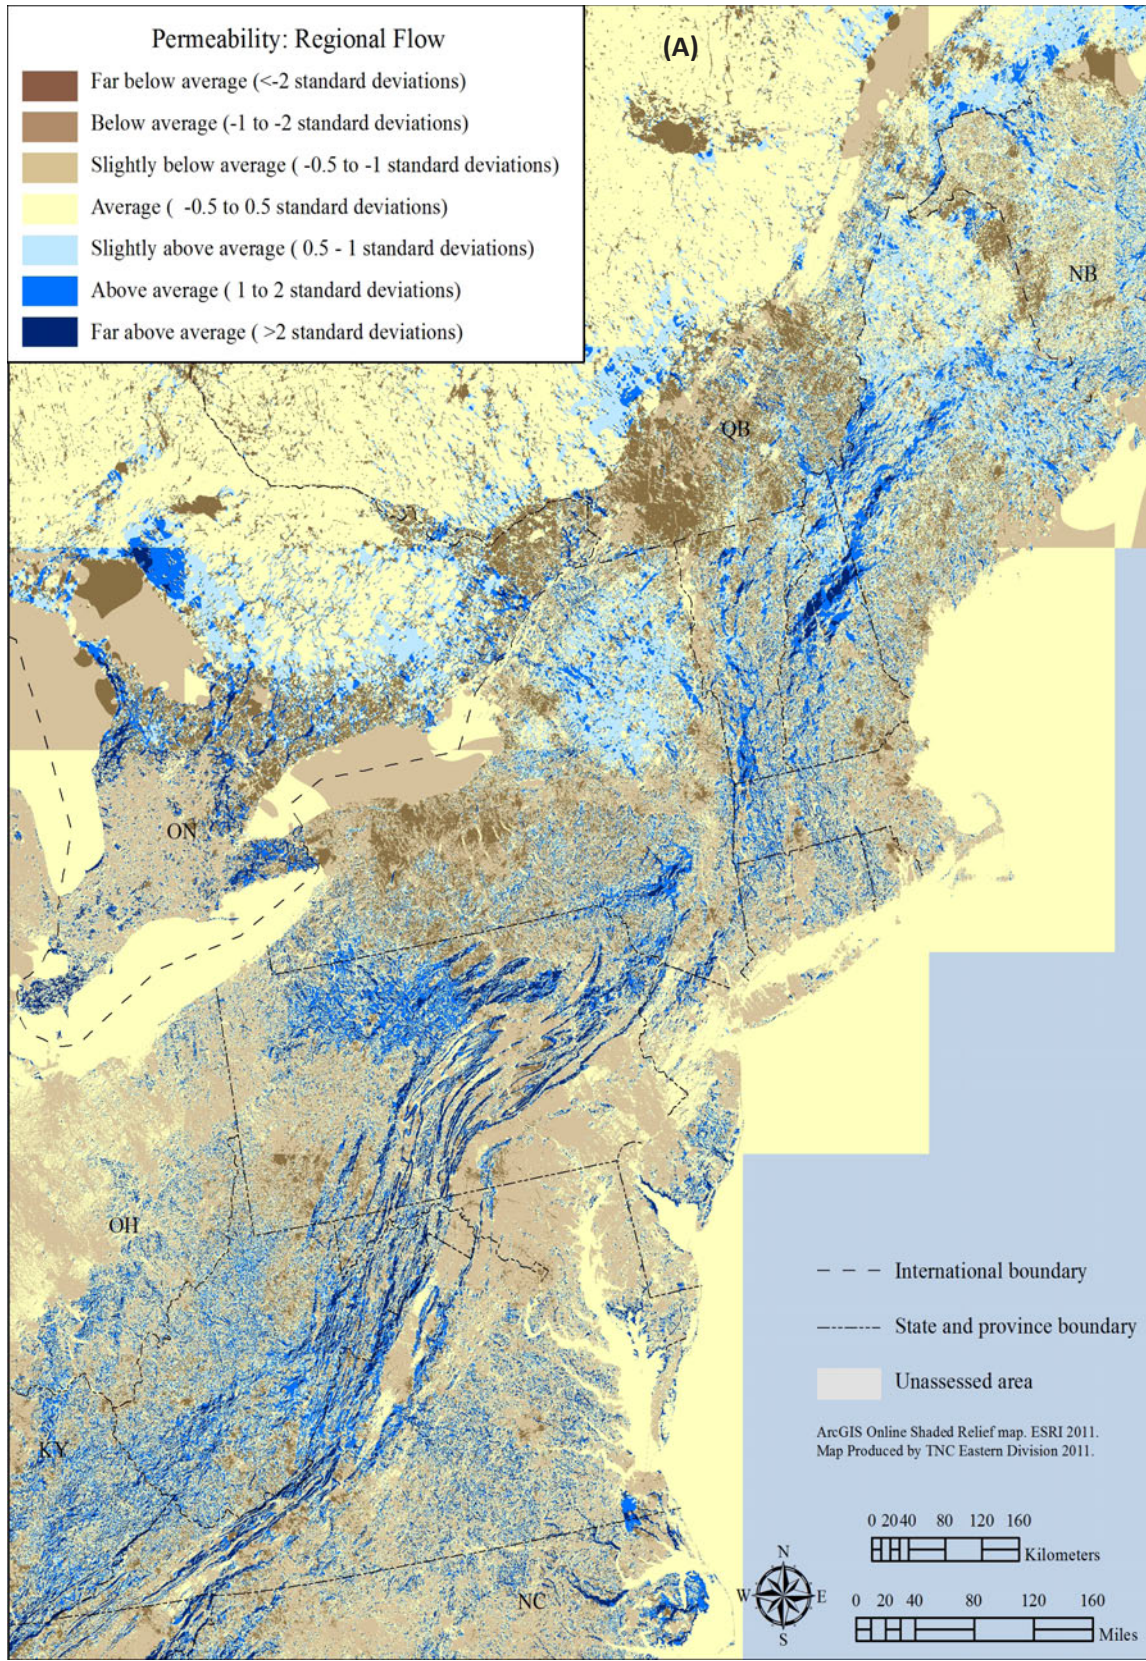 Permeability: Regional Flow
Far below average (<-2 standard deviations)
Below average (-1 to -2 standard deviations)
Slightly below average ( -0.5 to -1 standard deviations)
Average ( -0.5 to 0.5 standard deviations)
Slightly above average ( 0.5 - 1 standard deviations)
Above average ( 1 to 2 standard deviations)
Far above average ( >2 standard deviations)
(A)
NB
QB
ON
OH
KY
NC
International boundary
State and province boundary
Unassessed area
ArcGIS Online Shaded Relief map. ESRI 2011.
Map Produced by TNC Eastern Division 2011.
0 20 40 80 120 160
Kilometers
N
W E
S
0 20 40 80 120 160
Miles